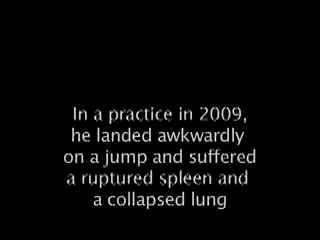 In a practice in 2009,
he landed awkwardly
on a jump and suffered
a ruptured spleen and
a collapsed lung